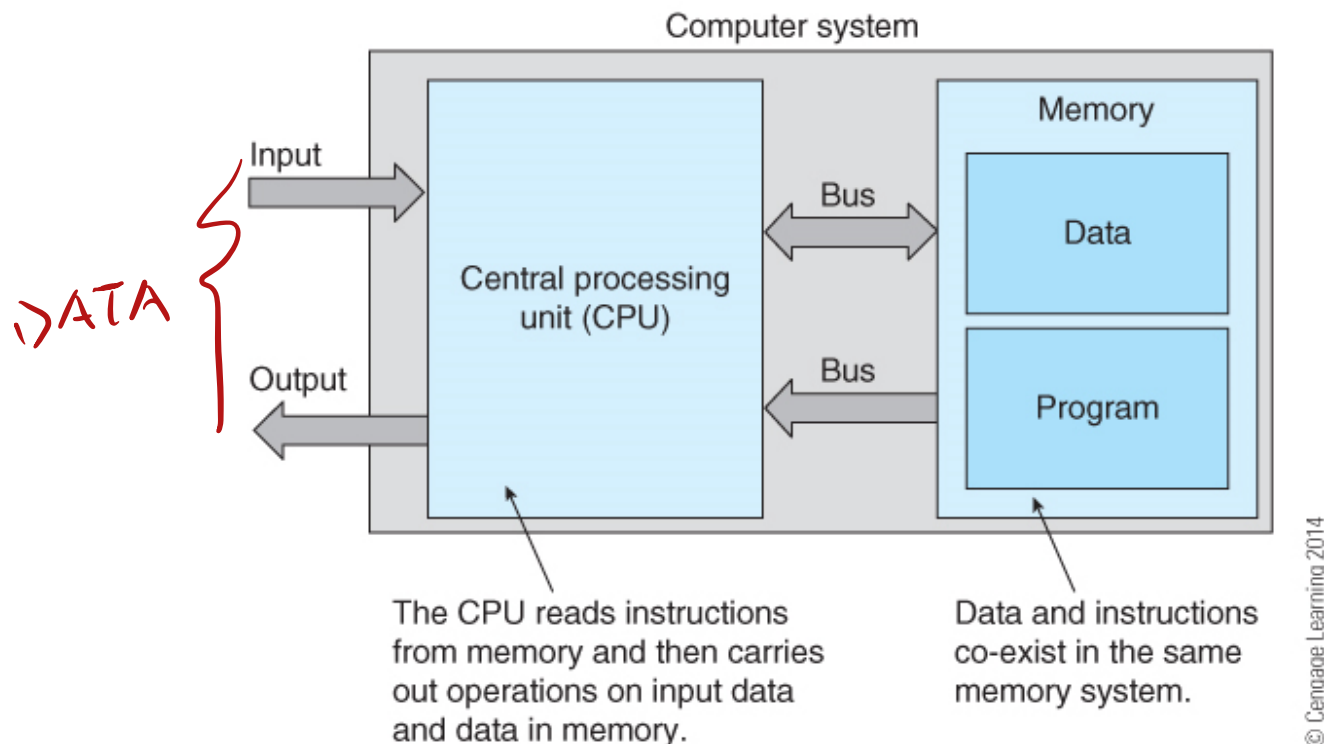 Computer system
Input
DATA
Output
Central processing
unit (CPU)
Bus
Bus
Memory
Data
Program
The CPU reads instructions
from memory and then carries
out operations on input data
and data in memory.
Data and instructions
co-exist in the same
memory system.
© Cengage Learning 2014